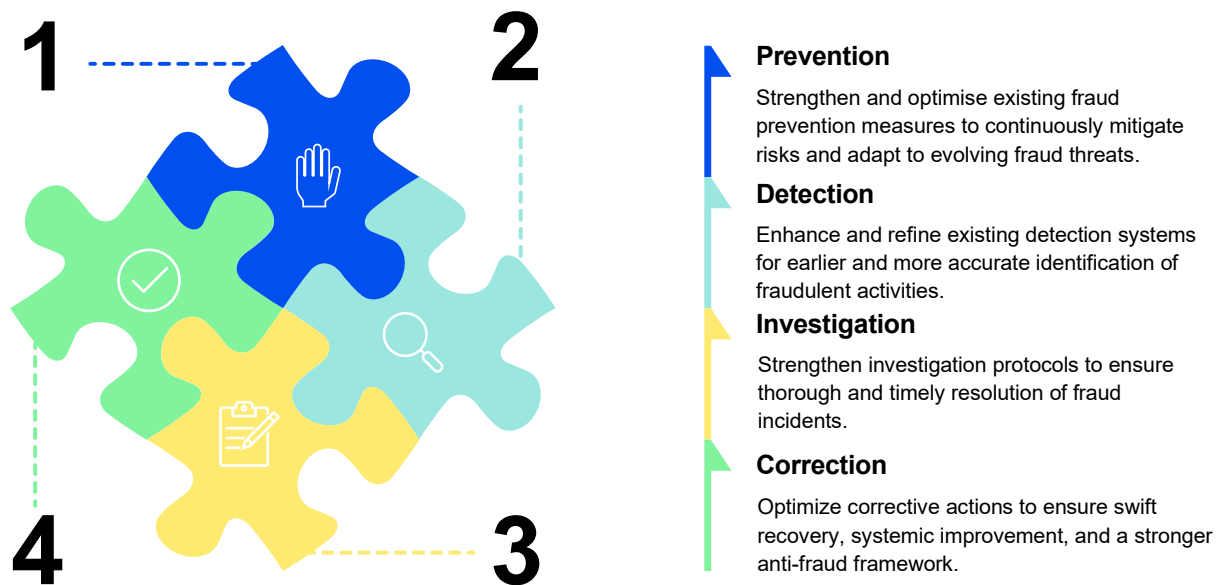 1
2
Prevention
Strengthen and optimise existing fraud
prevention measures to continuously mitigate
risks and adapt to evolving fraud threats.
Detection
Enhance and refine existing detection systems
for earlier and more accurate identification of
fraudulent activities.
Investigation
Strengthen investigation protocols to ensure
thorough and timely resolution of fraud
incidents.
Correction
Optimize corrective actions to ensure swift
recovery, systemic improvement, and a stronger
anti-fraud framework.
4
3